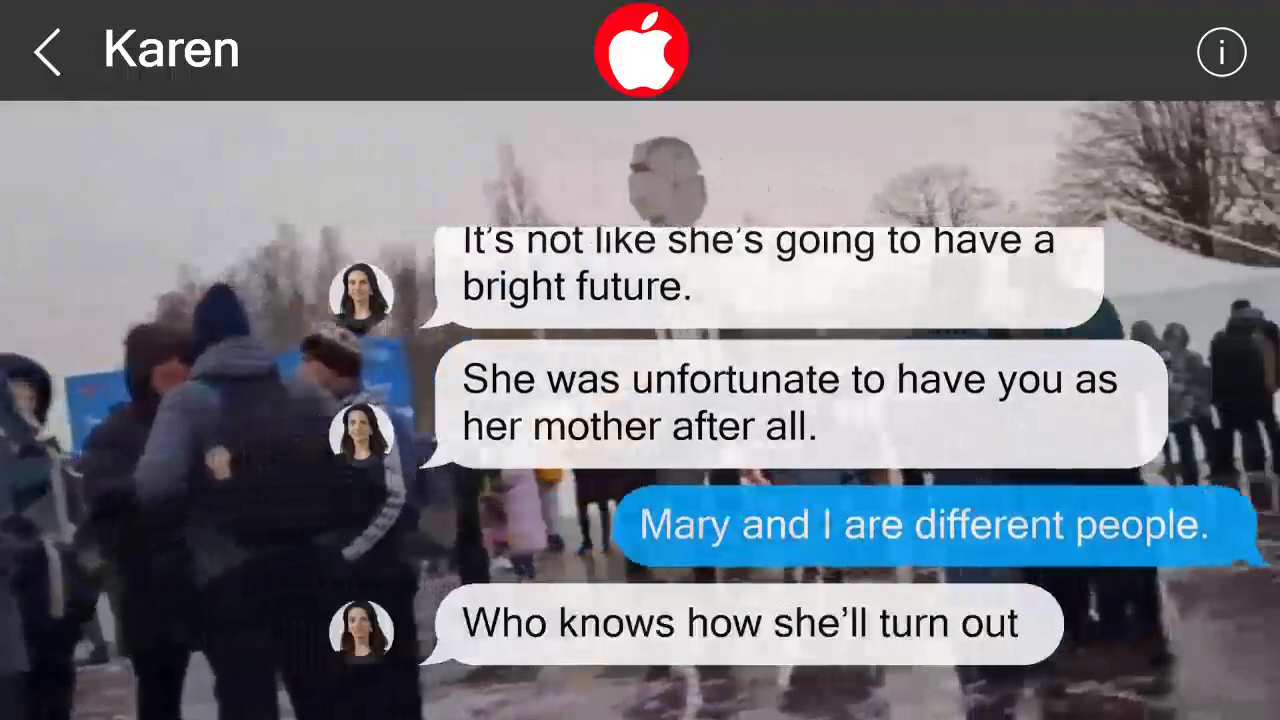 Karen
i
It's not like she's going to have a
bright future.
She was unfortunate to have you as
her mother after all.
Mary and I are different people.
Who knows how she'll turn out